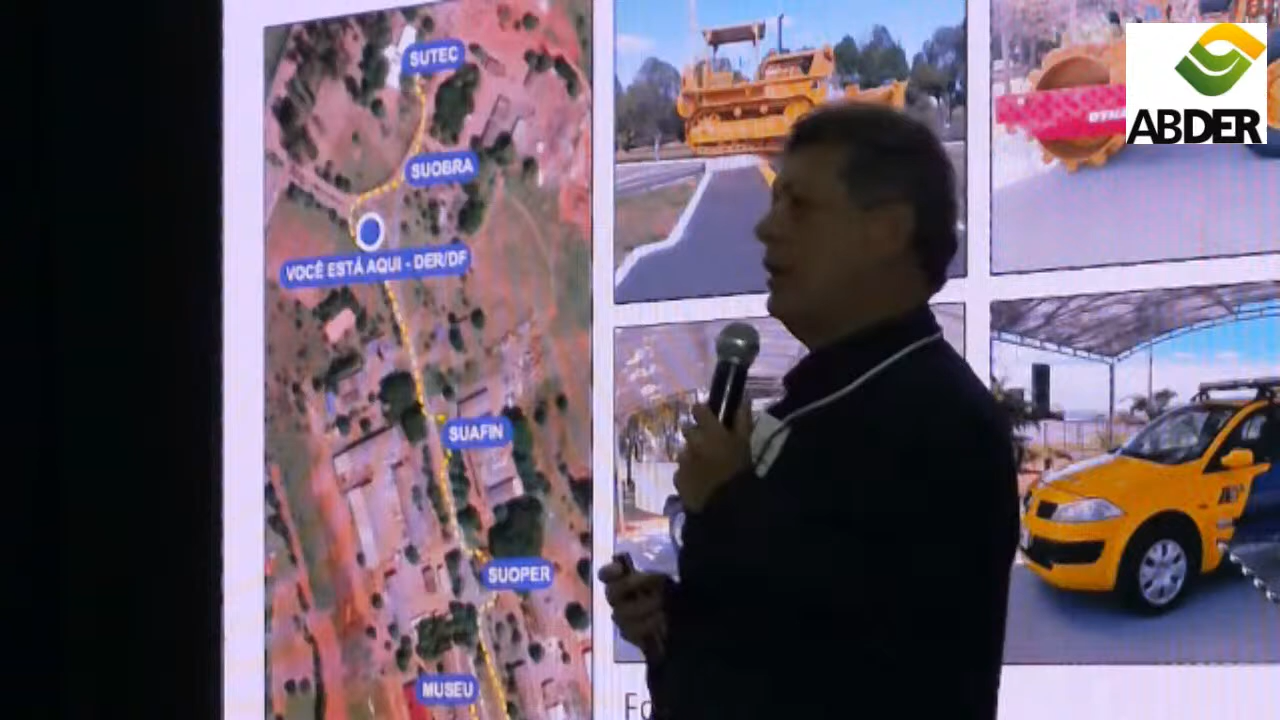 SUTEC
SUOBRA
VOCÊ ESTÁ AQUI - DER/DF
SUAFIN
SUOPER
MUSEU
ABDER